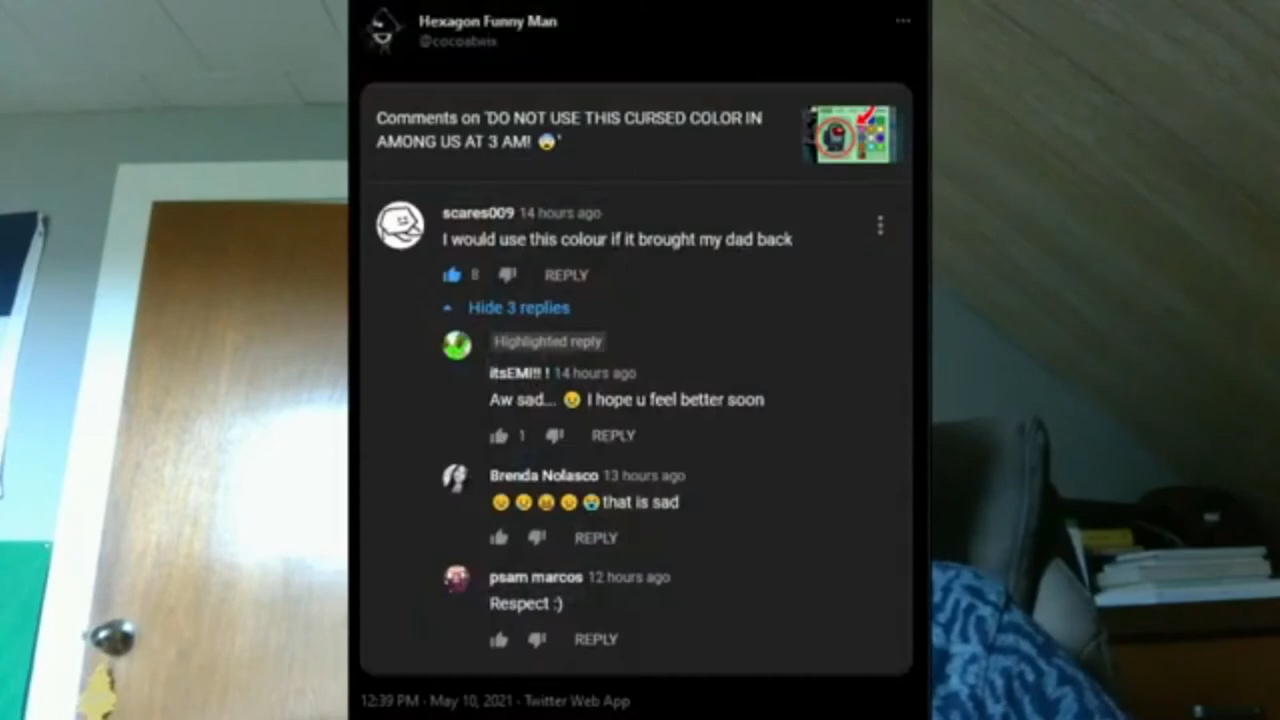 Hexagon Funny Man
@cocoatwix
Comments on 'DO NOT USE THIS CURSED COLOR IN
AMONG US AT 3 AM! 😱'
scares009 14 hours ago
I would use this colour if it brought my dad back
8 REPLY
Hide 3 replies
Highlighted reply
itsEMI!! ! 14 hours ago
Aw sad... 😢 I hope u feel better soon
1 REPLY
Brenda Nolasco 13 hours ago
😞😢😫😥😭that is sad
REPLY
psam marcos 12 hours ago
Respect :)
REPLY
12:39 PM · May 10, 2021 · Twitter Web App